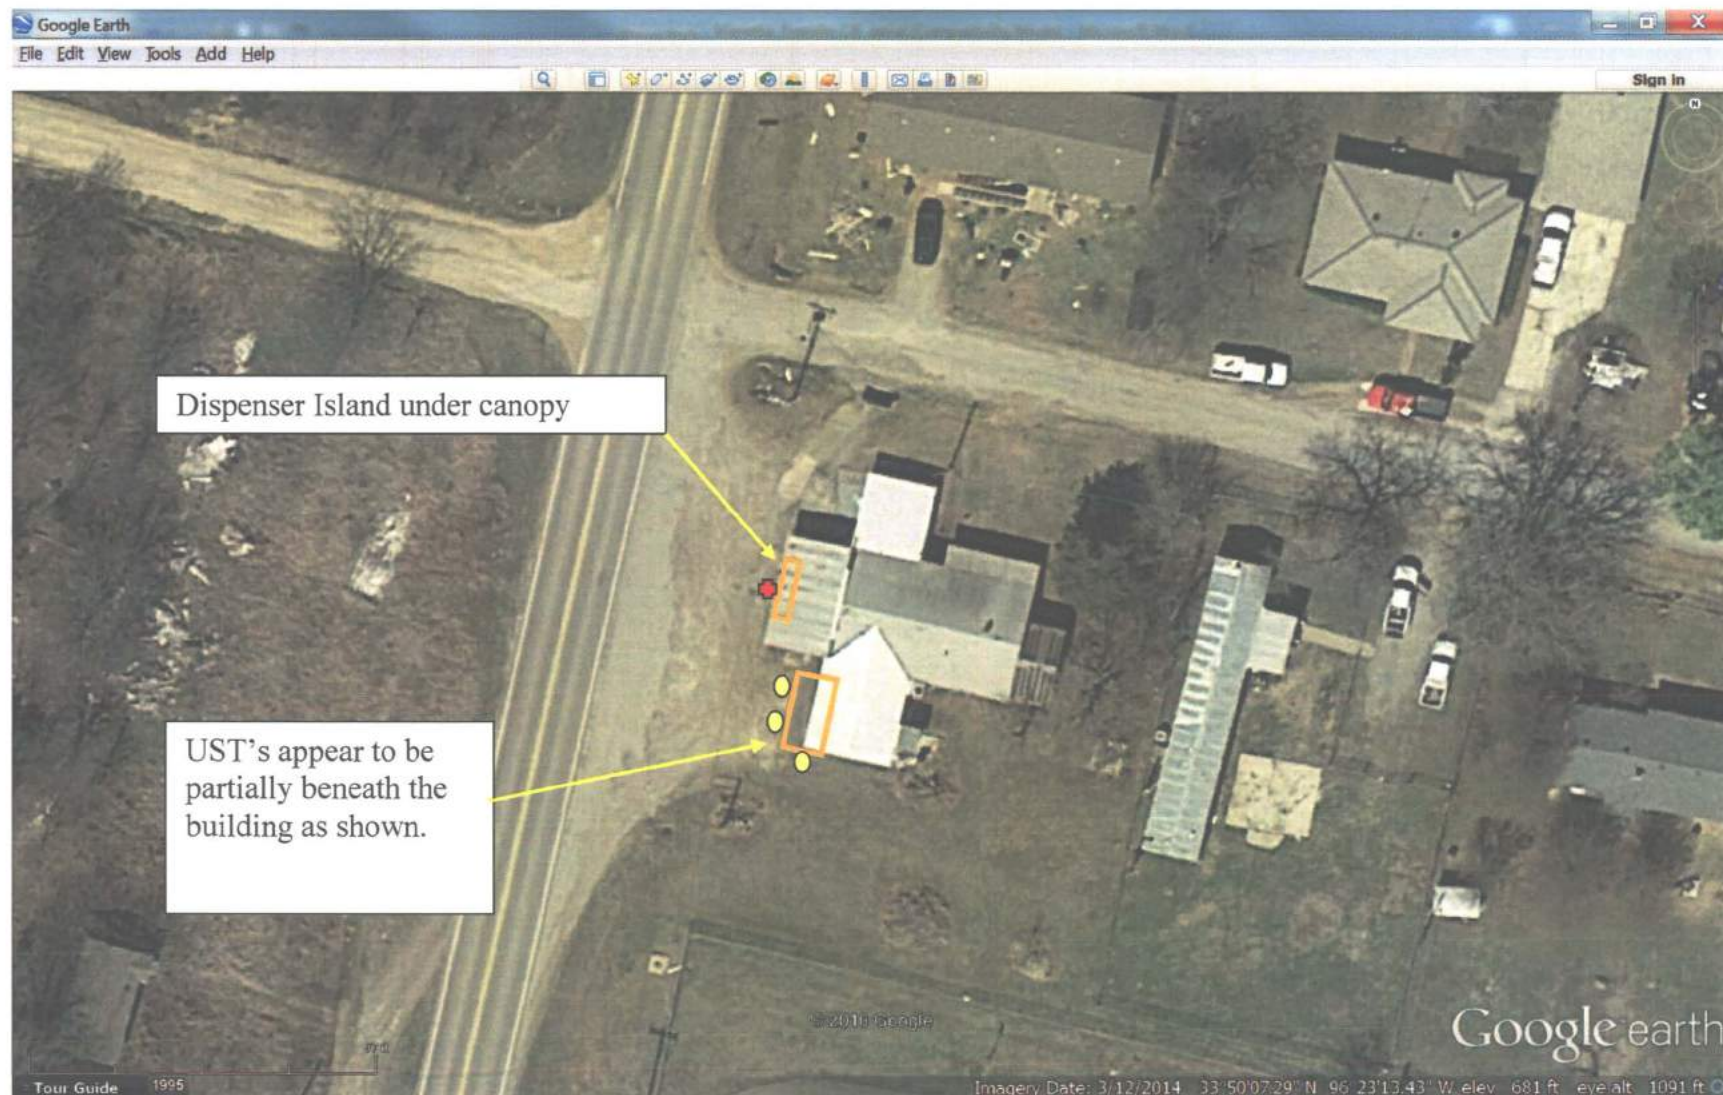 Google Earth
File Edit View Tools Add Help
Sign in
N
Dispenser Island under canopy
UST's appear to be
partially beneath the
building as shown.
© 2016 Google
Google earth
Tour Guide 1995
Imagery Date: 3/12/2014 33°50'07.29" N 96°23'13.43" W elev 681 ft eye alt 1091 ft